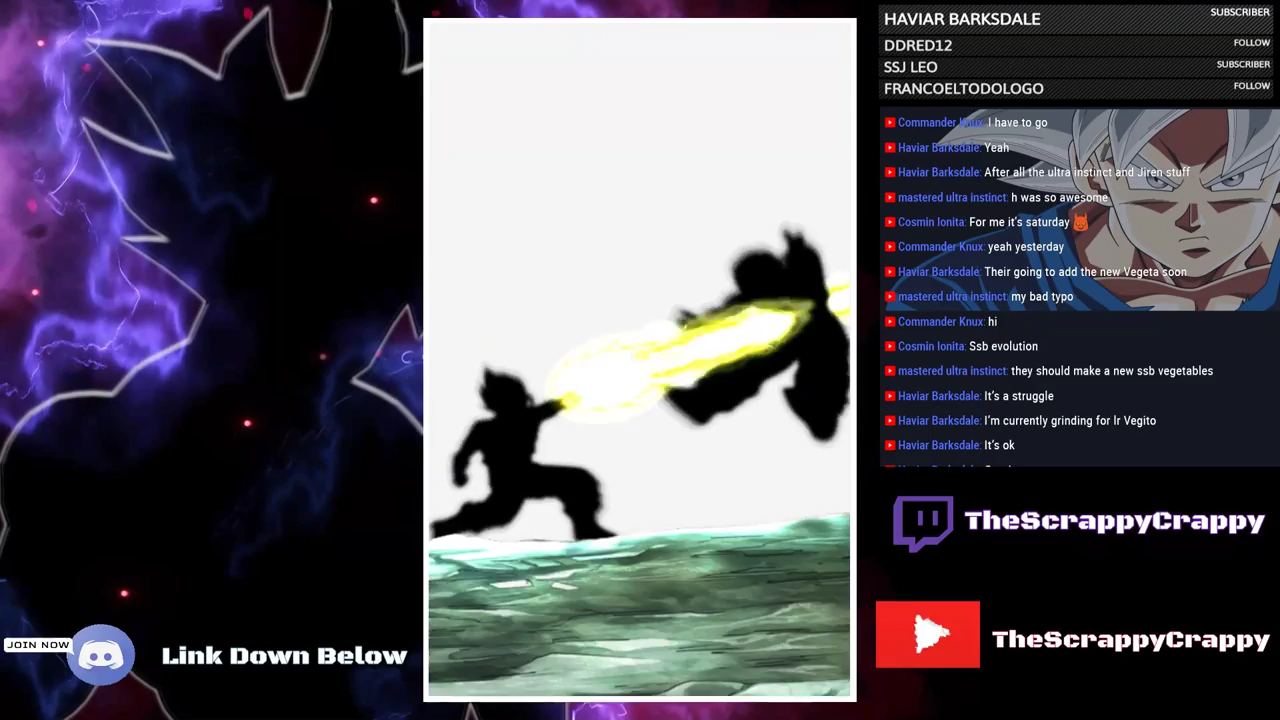 HAVIAR BARKSDALE SUBSCRIBER
DDRED12 FOLLOW
SSJ LEO SUBSCRIBER
FRANCOELTODOLOGO FOLLOW
Commander Knux: I have to go
Haviar Barksdale: Yeah
Haviar Barksdale: After all the ultra instinct and Jiren stuff
mastered ultra instinct: h was so awesome
Cosmin Ionita: For me it's saturday
Commander Knux: yeah yesterday
Haviar Barksdale: Their going to add the new Vegeta soon
mastered ultra instinct: my bad typo
Commander Knux: hi
Cosmin Ionita: Ssb evolution
mastered ultra instinct: they should make a new ssb vegetables
Haviar Barksdale: It's a struggle
Haviar Barksdale: I'm currently grinding for lr Vegito
Haviar Barksdale: It's ok
TheScrappyCrappy
TheScrappyCrappy
JOIN NOW
Link Down Below